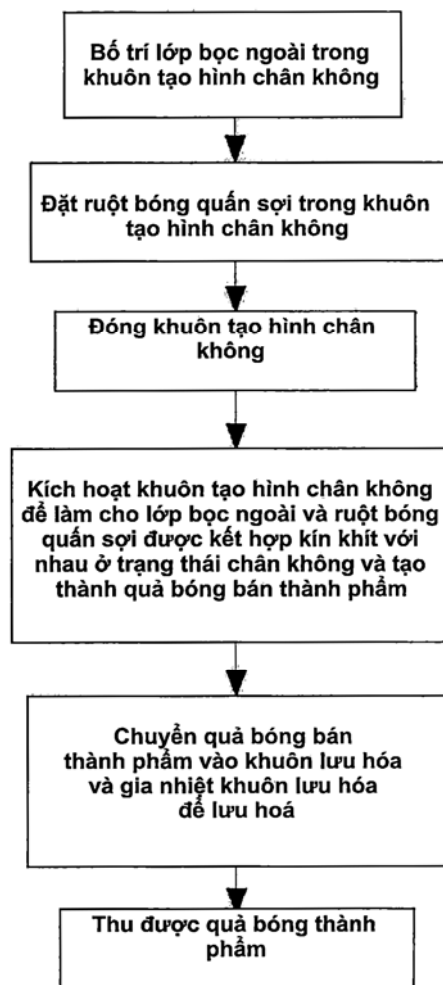 Bố trí lớp bọc ngoài trong
khuôn tạo hình chân không
Đặt ruột bóng quấn sợi trong khuôn
tạo hình chân không
Đóng khuôn tạo hình chân
không
Kích hoạt khuôn tạo hình chân không
để làm cho lớp bọc ngoài và ruột bóng
quấn sợi được kết hợp kín khít với
nhau ở trạng thái chân không và tạo
thành quả bóng bán thành phẩm
Chuyển quả bóng bán
thành phẩm vào khuôn lưu hóa
và gia nhiệt khuôn lưu hóa
để lưu hoá
Thu được quả bóng thành
phẩm